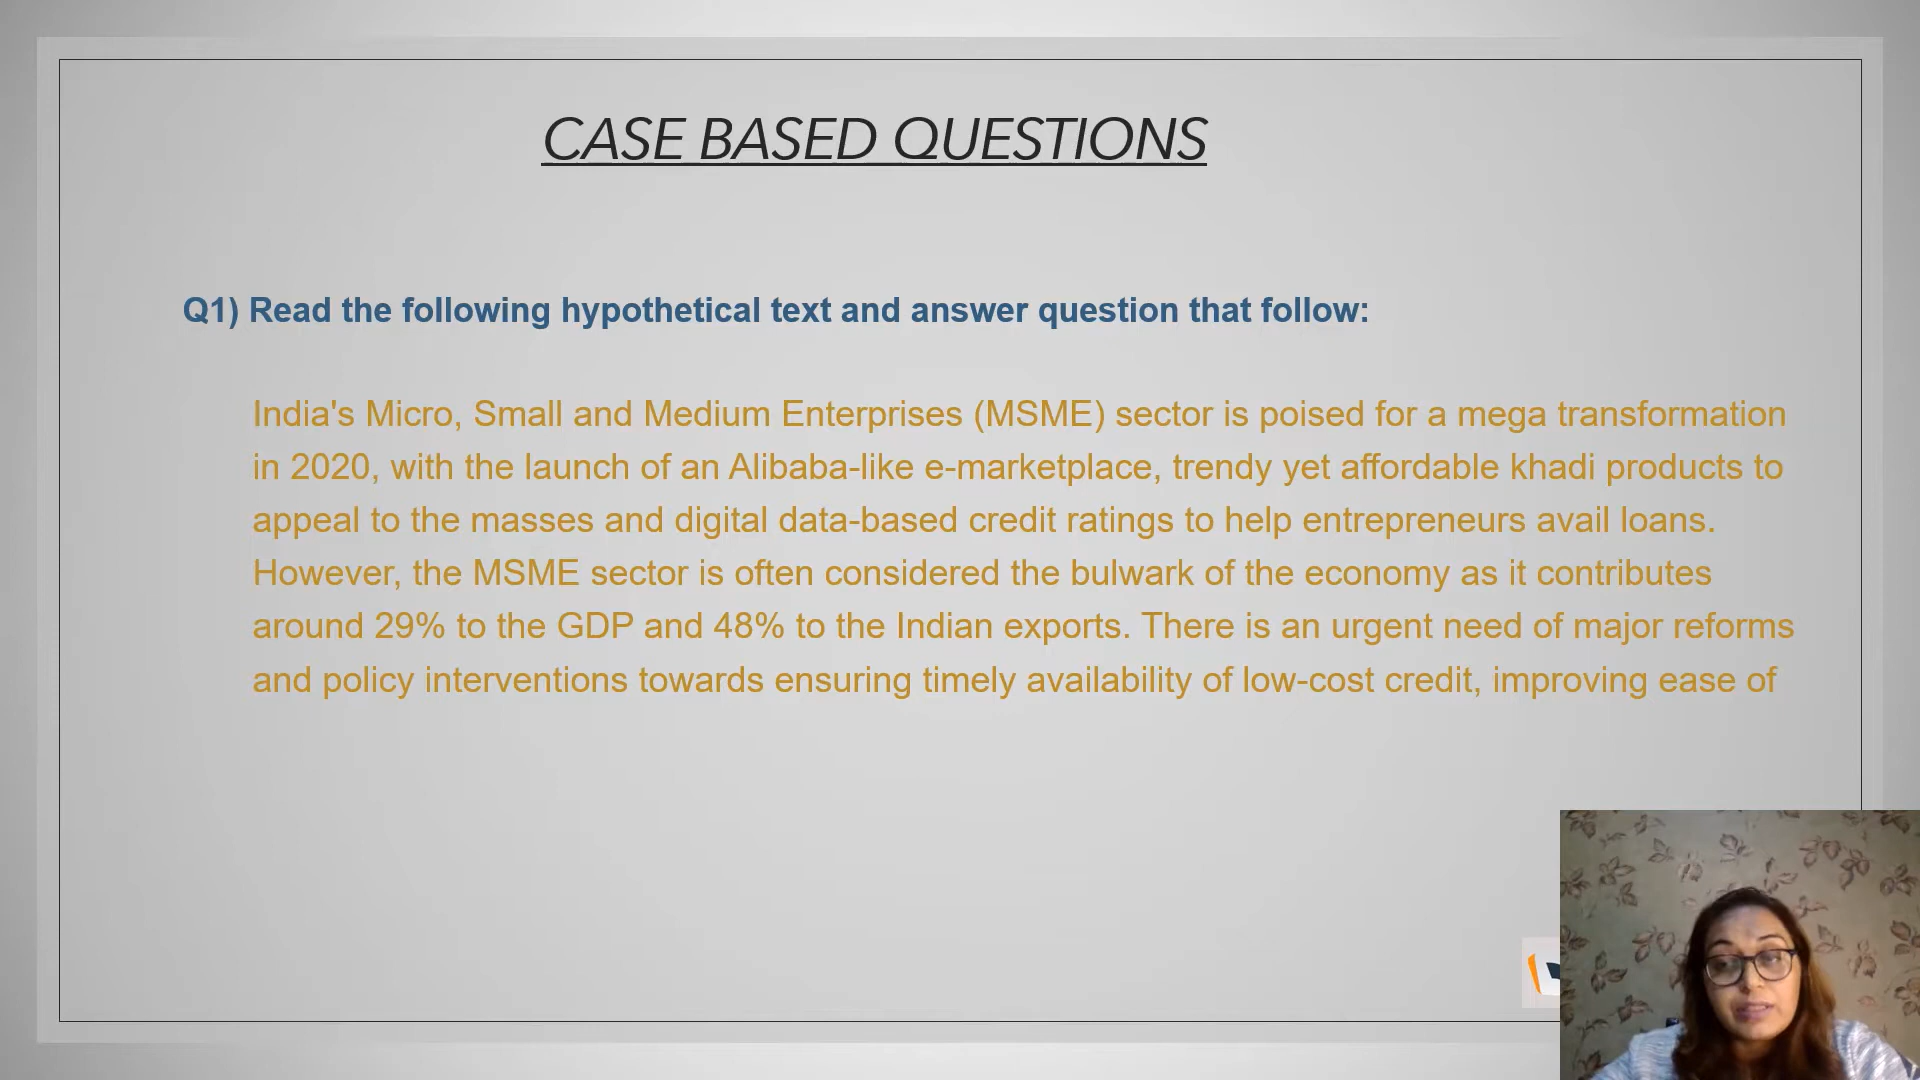 CASE BASED QUESTIONS
Q1) Read the following hypothetical text and answer question that follow:
India's Micro, Small and Medium Enterprises (MSME) sector is poised for a mega transformation
in 2020, with the launch of an Alibaba-like e-marketplace, trendy yet affordable khadi products to
appeal to the masses and digital data-based credit ratings to help entrepreneurs avail loans.
However, the MSME sector is often considered the bulwark of the economy as it contributes
around 29% to the GDP and 48% to the Indian exports. There is an urgent need of major reforms
and policy interventions towards ensuring timely availability of low-cost credit, improving ease of